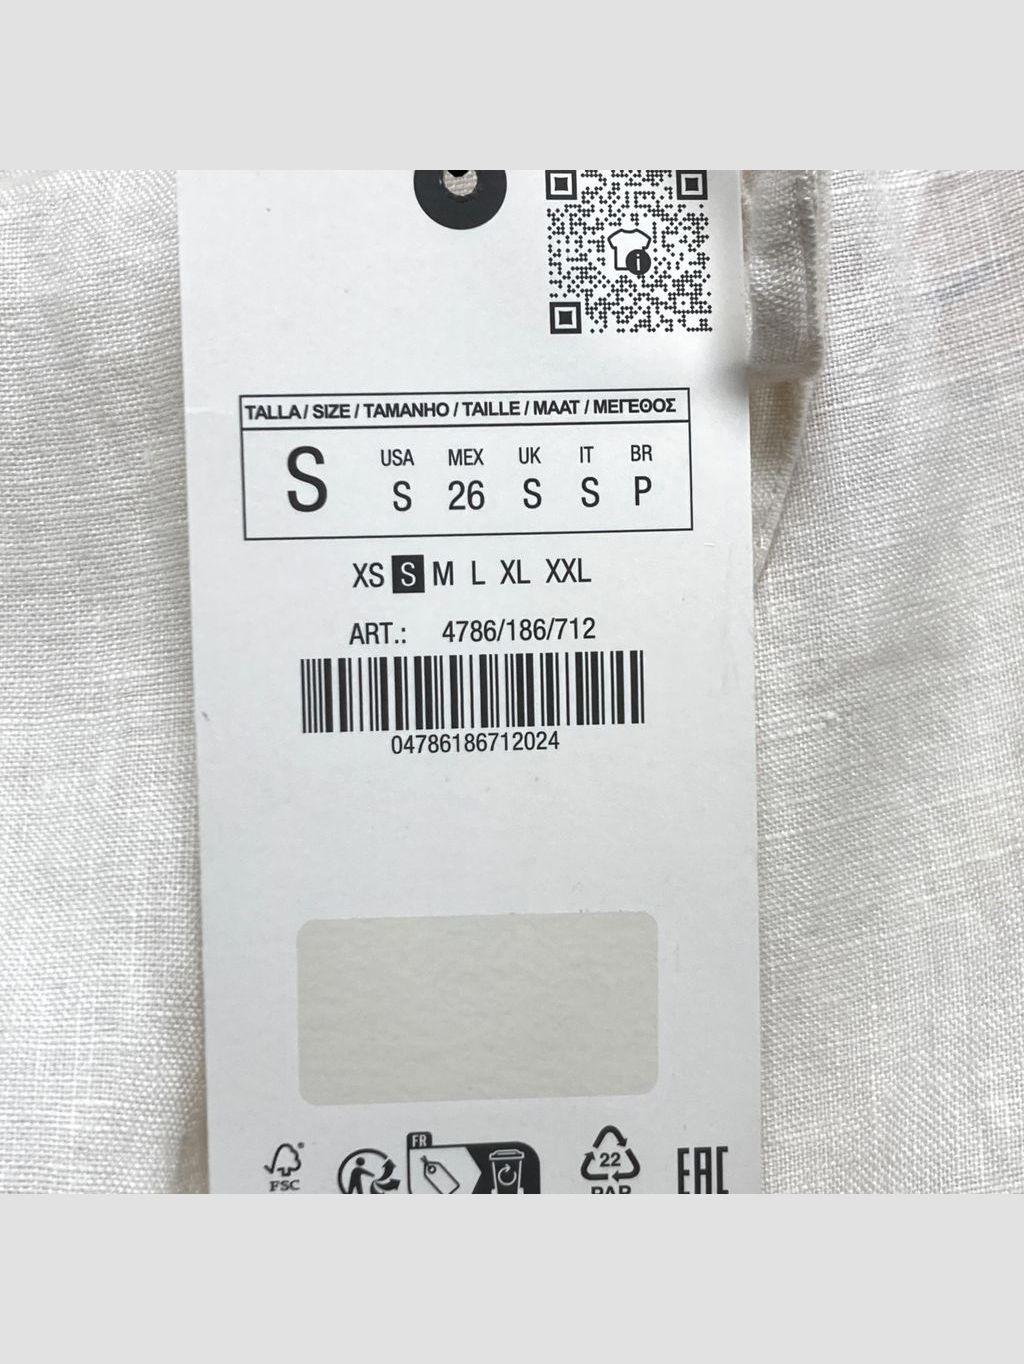 i
TALLA / SIZE / TAMANHO / TAILLE / MAAT / ΜΕΓΕΘΟΣ
USA MEX UK IT BR
S S 26 S S P
XS S M L XL XXL
ART.: 4786/186/712
04786186712024
FR
22
FSC
PAP
EAC